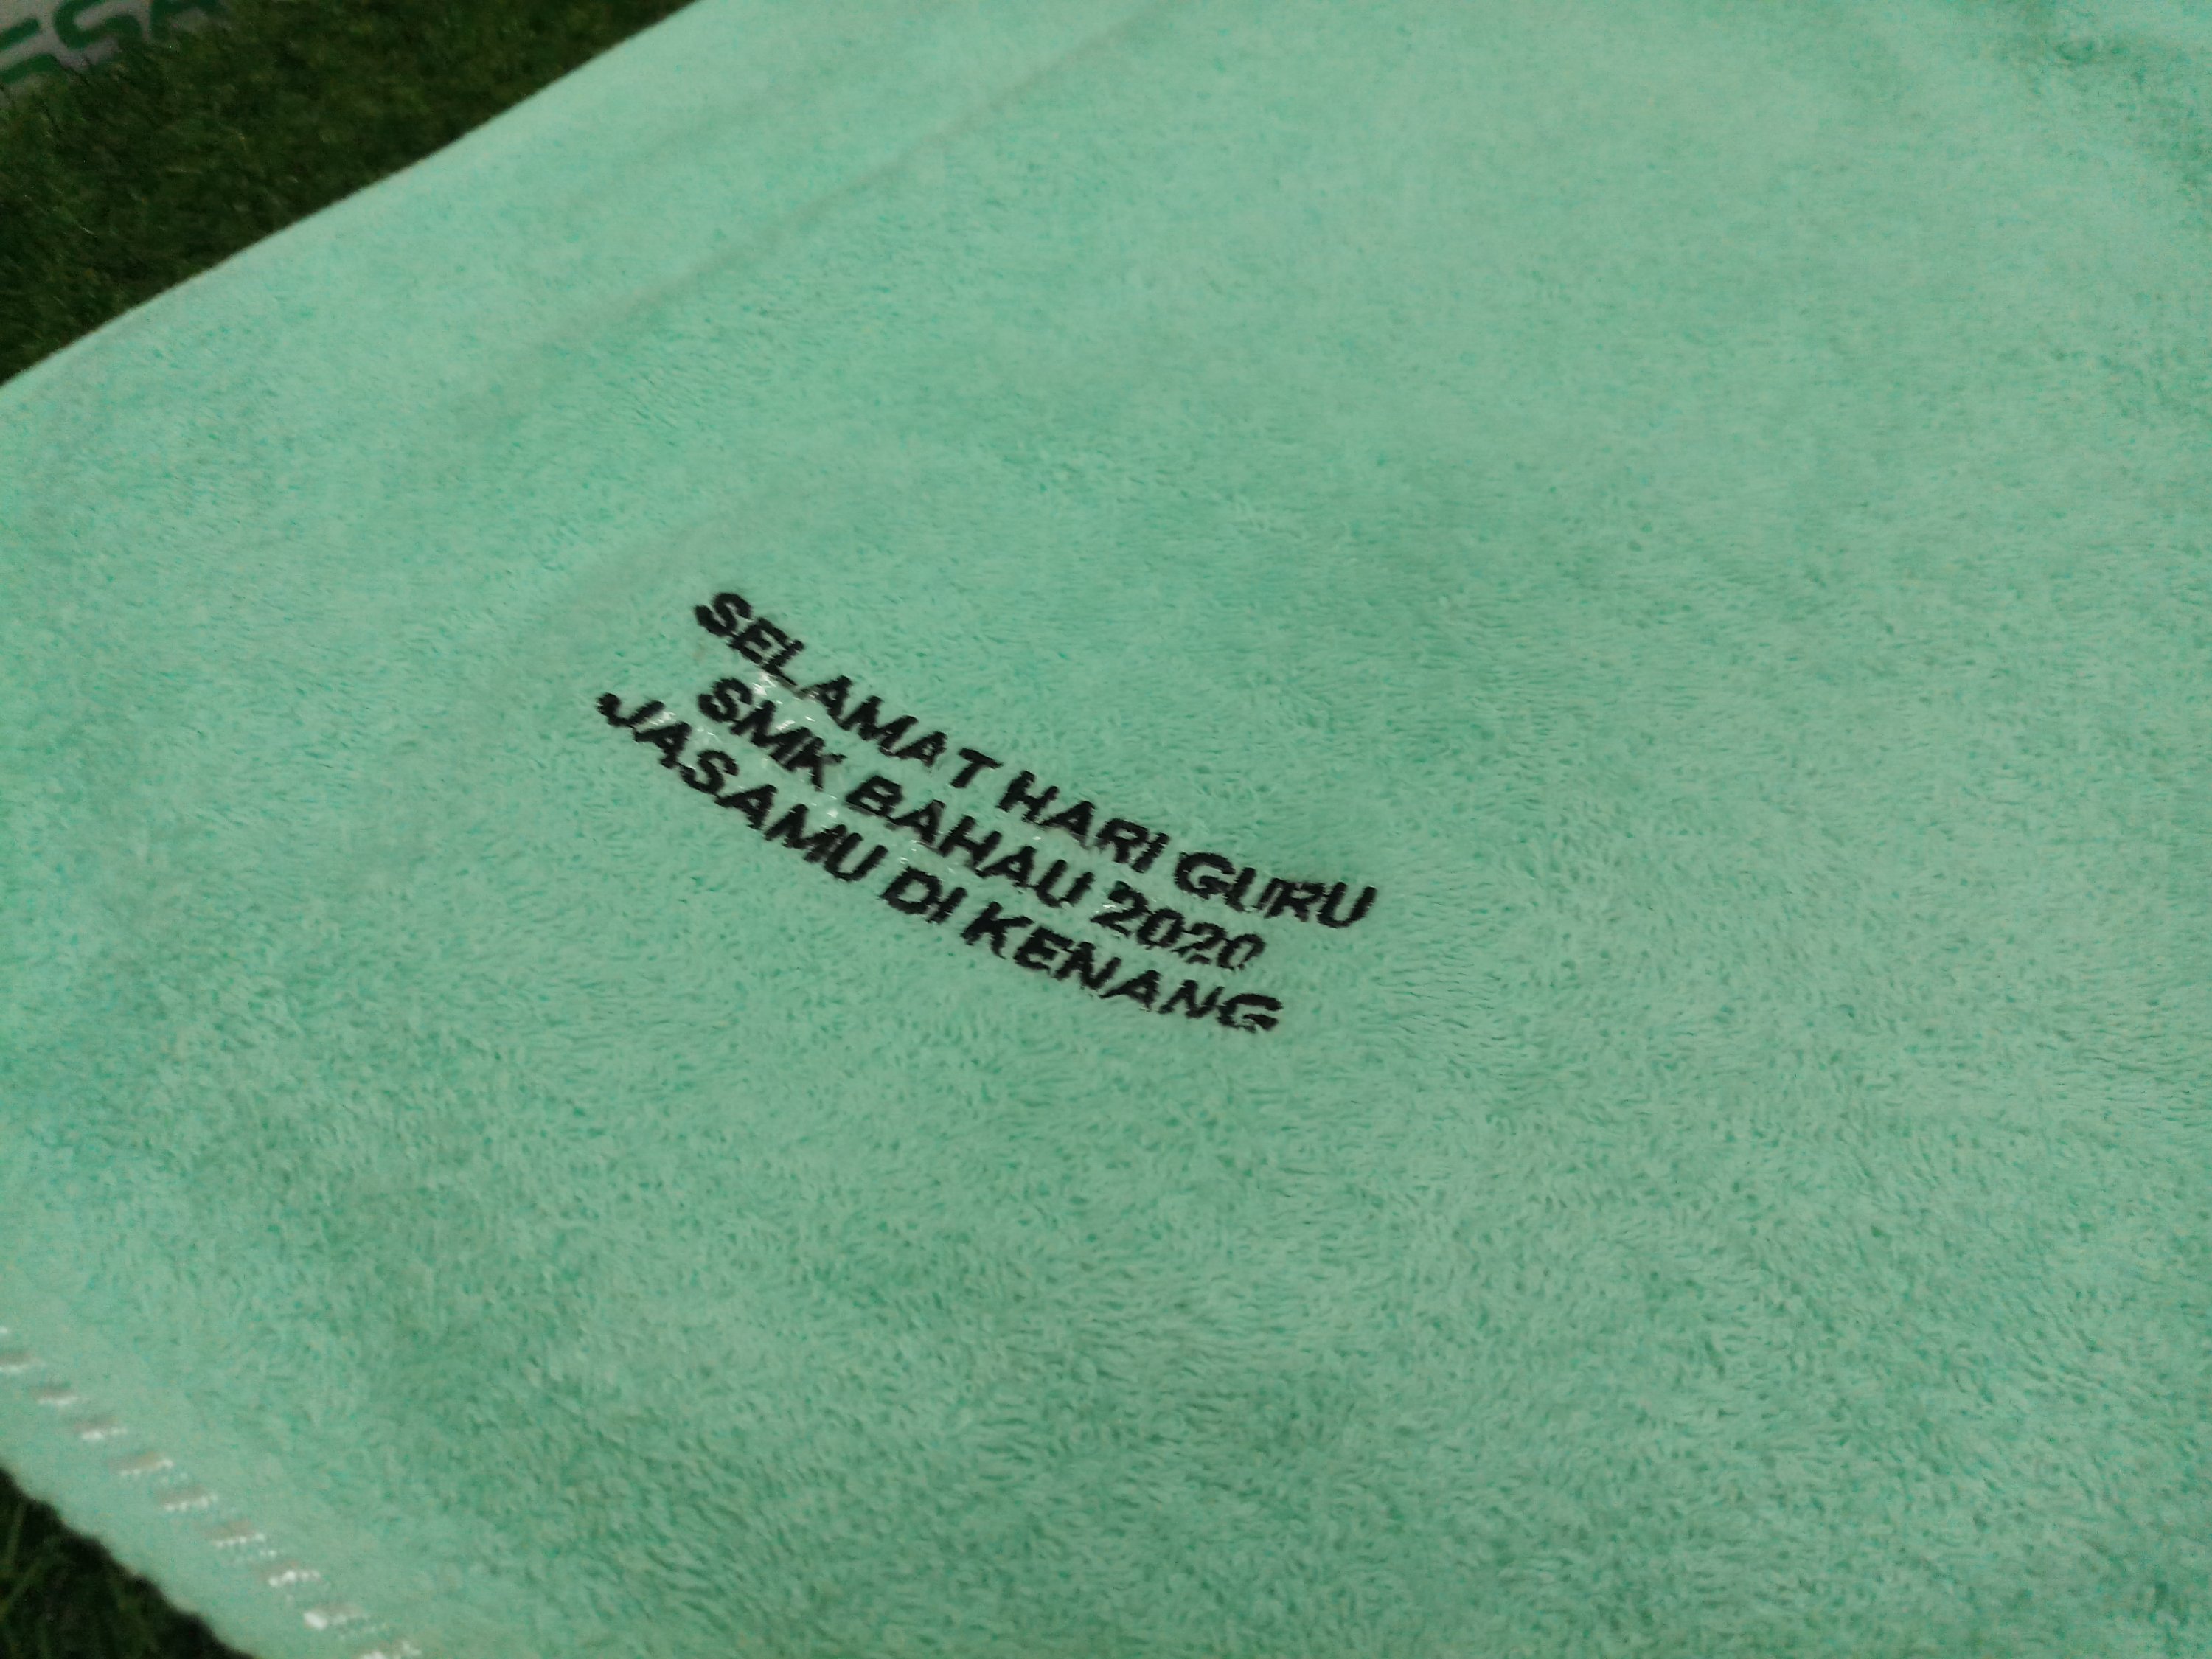 SELAMAT HARI GURU
SMK BAHAU 2020
JASAMU DI KENANG